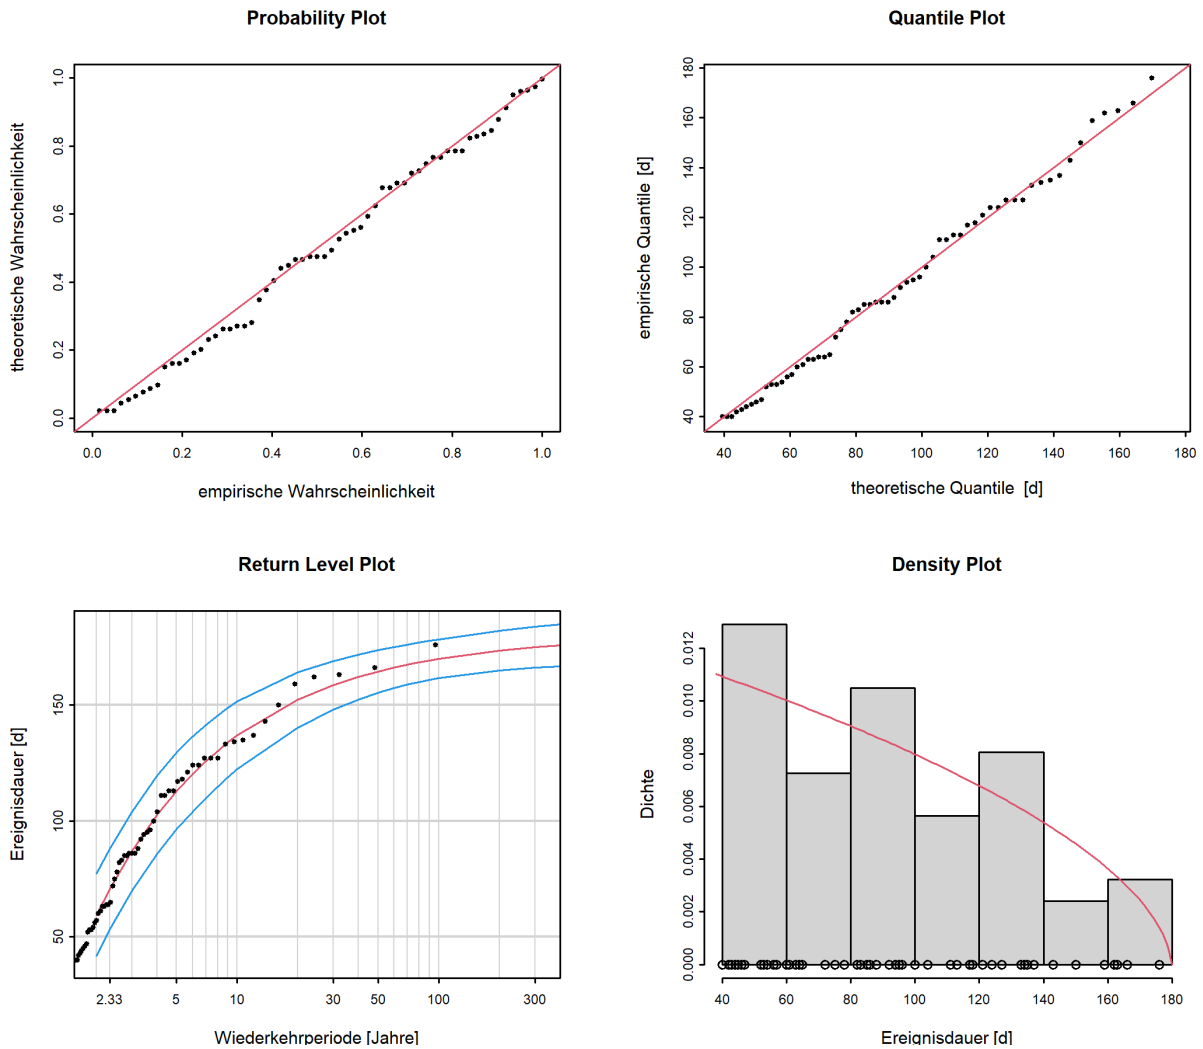 Probability Plot
theoretische Wahrscheinlichkeit
1.0
0.8
0.6
0.4
0.2
0.0
0.0 0.2 0.4 0.6 0.8 1.0
empirische Wahrscheinlichkeit
Quantile Plot
empirische Quantile [d]
180
160
140
120
100
80
60
40
40 60 80 100 120 140 160 180
theoretische Quantile [d]
Return Level Plot
Ereignisdauer [d]
150
100
50
2.33 5 10 30 50 100 300
Wiederkehrperiode [Jahre]
Density Plot
Dichte
0.012
0.010
0.008
0.006
0.004
0.002
0.000
40 60 80 100 120 140 160 180
Ereignisdauer [d]